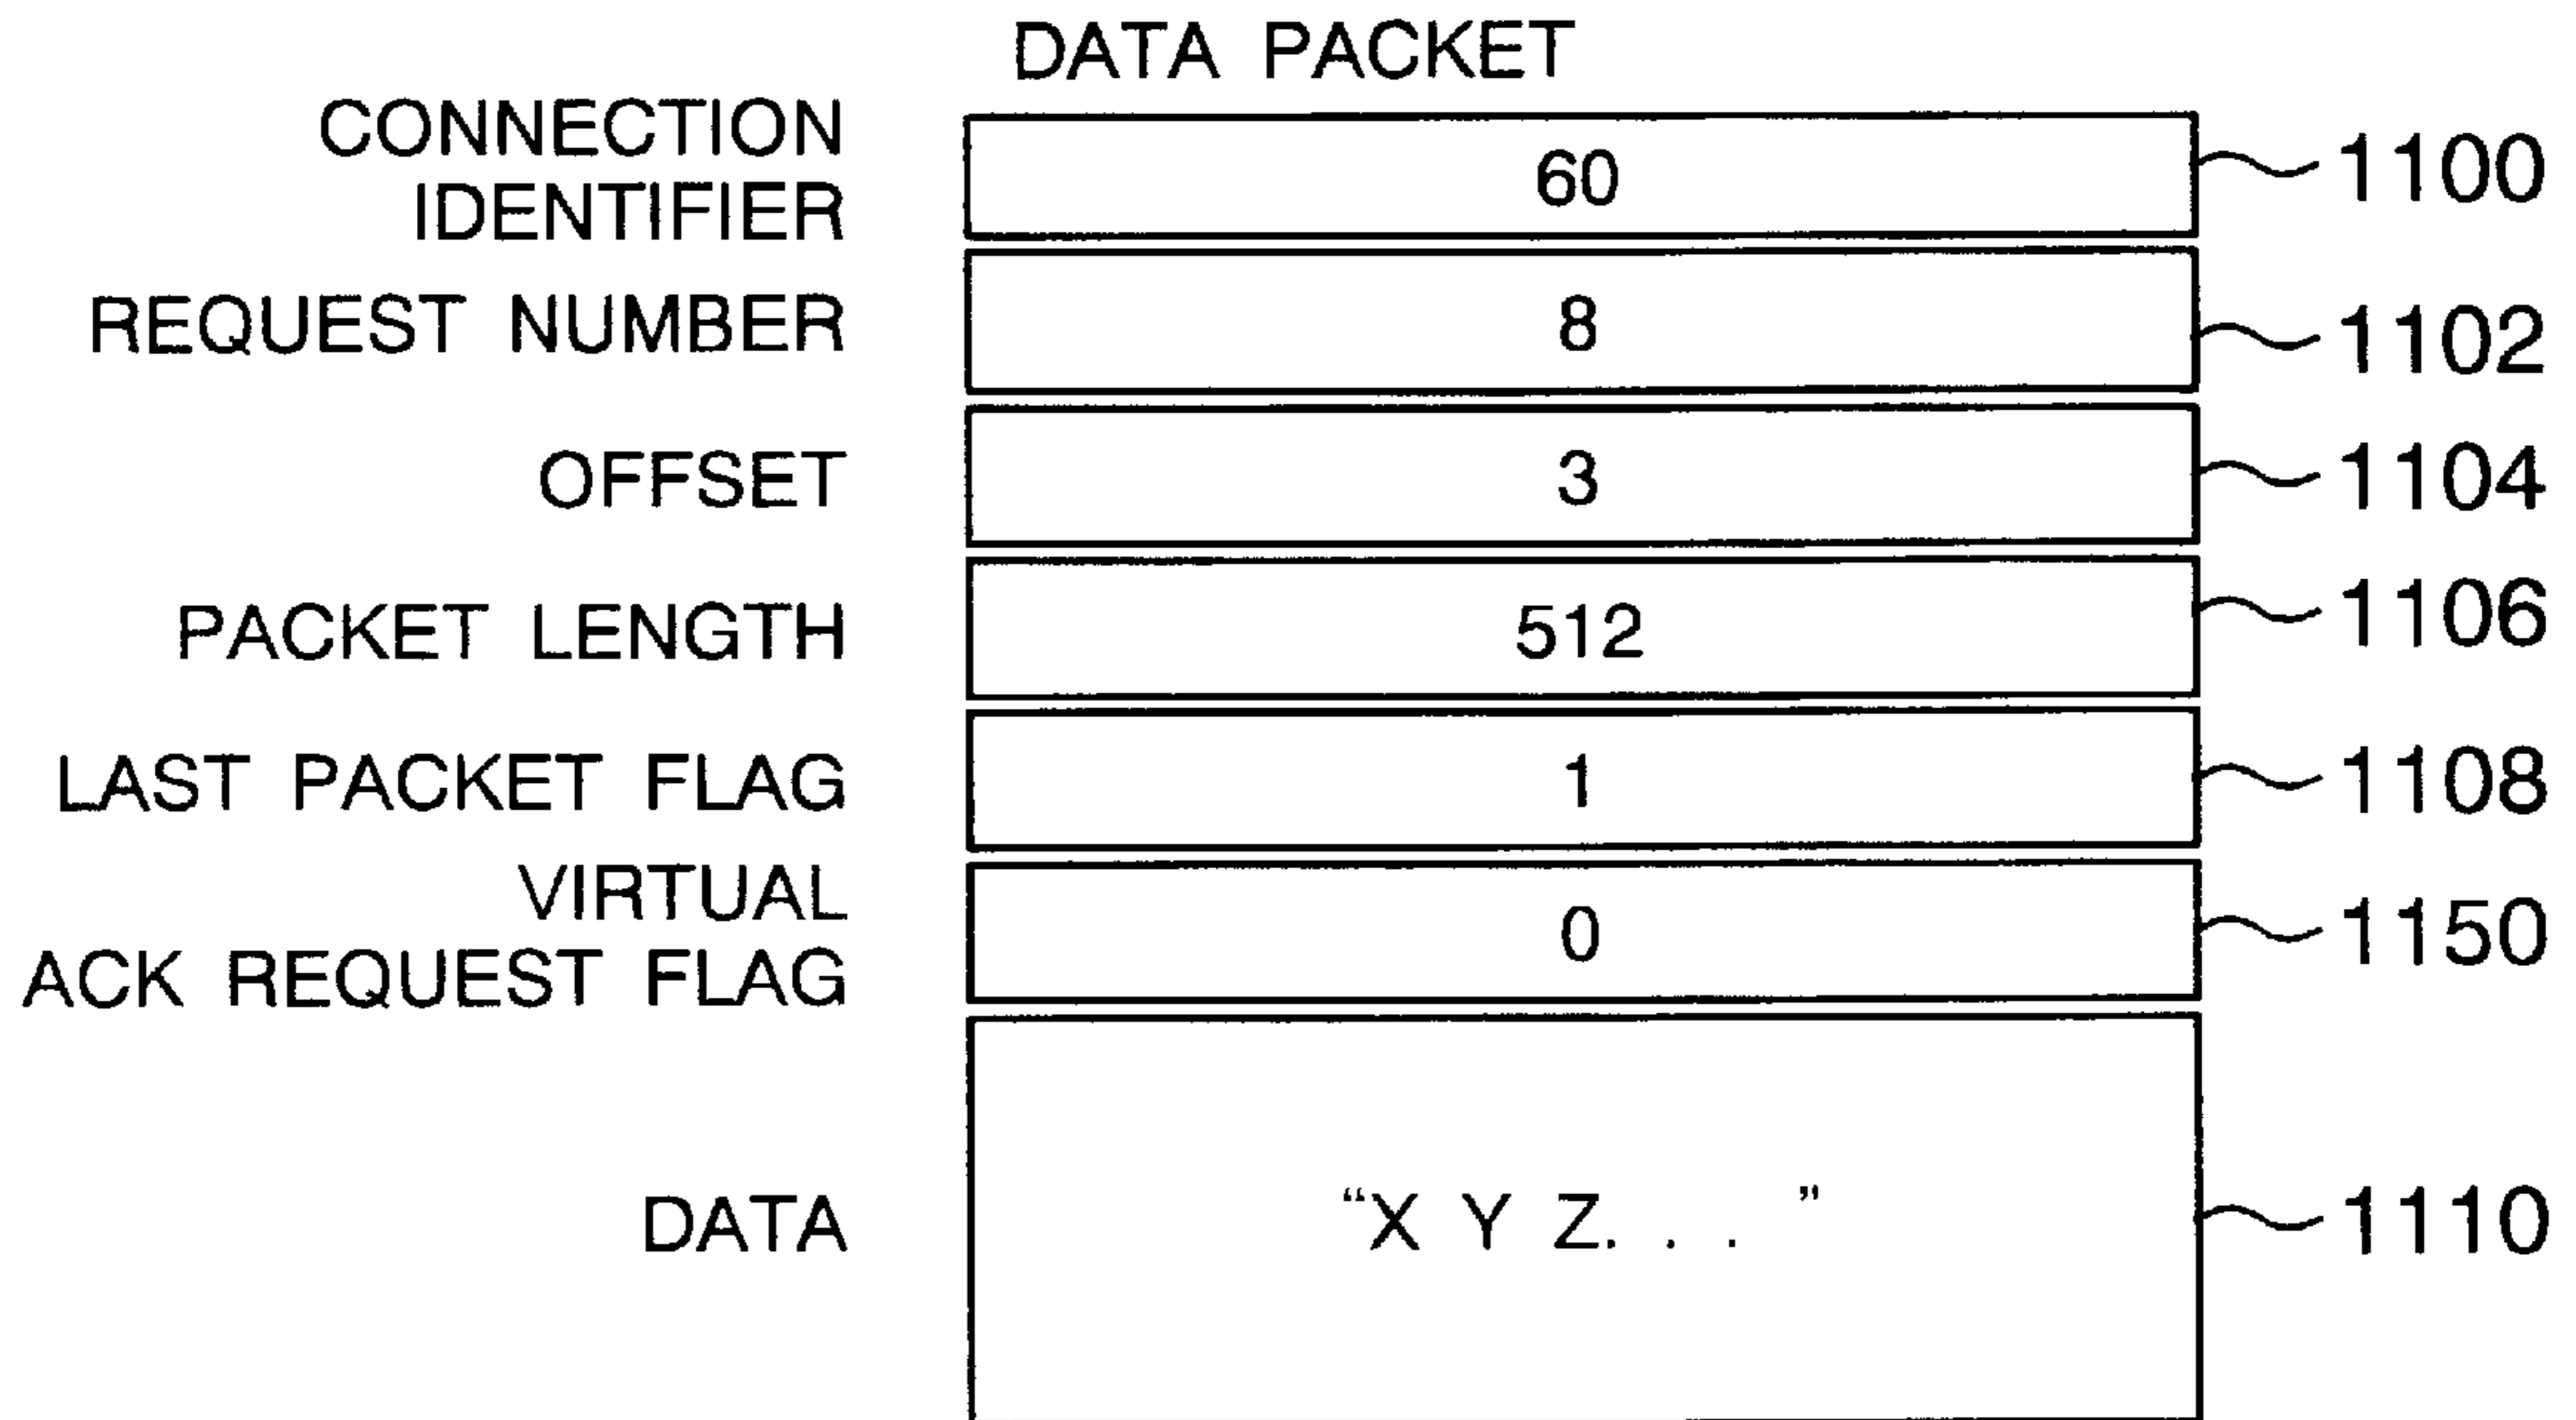 DATA PACKET
CONNECTION
IDENTIFIER
60
1100
REQUEST NUMBER
8
1102
OFFSET
3
1104
PACKET LENGTH
512
1106
LAST PACKET FLAG
1
1108
VIRTUAL
ACK REQUEST FLAG
0
1150
DATA
“X Y Z. . . ”
1110